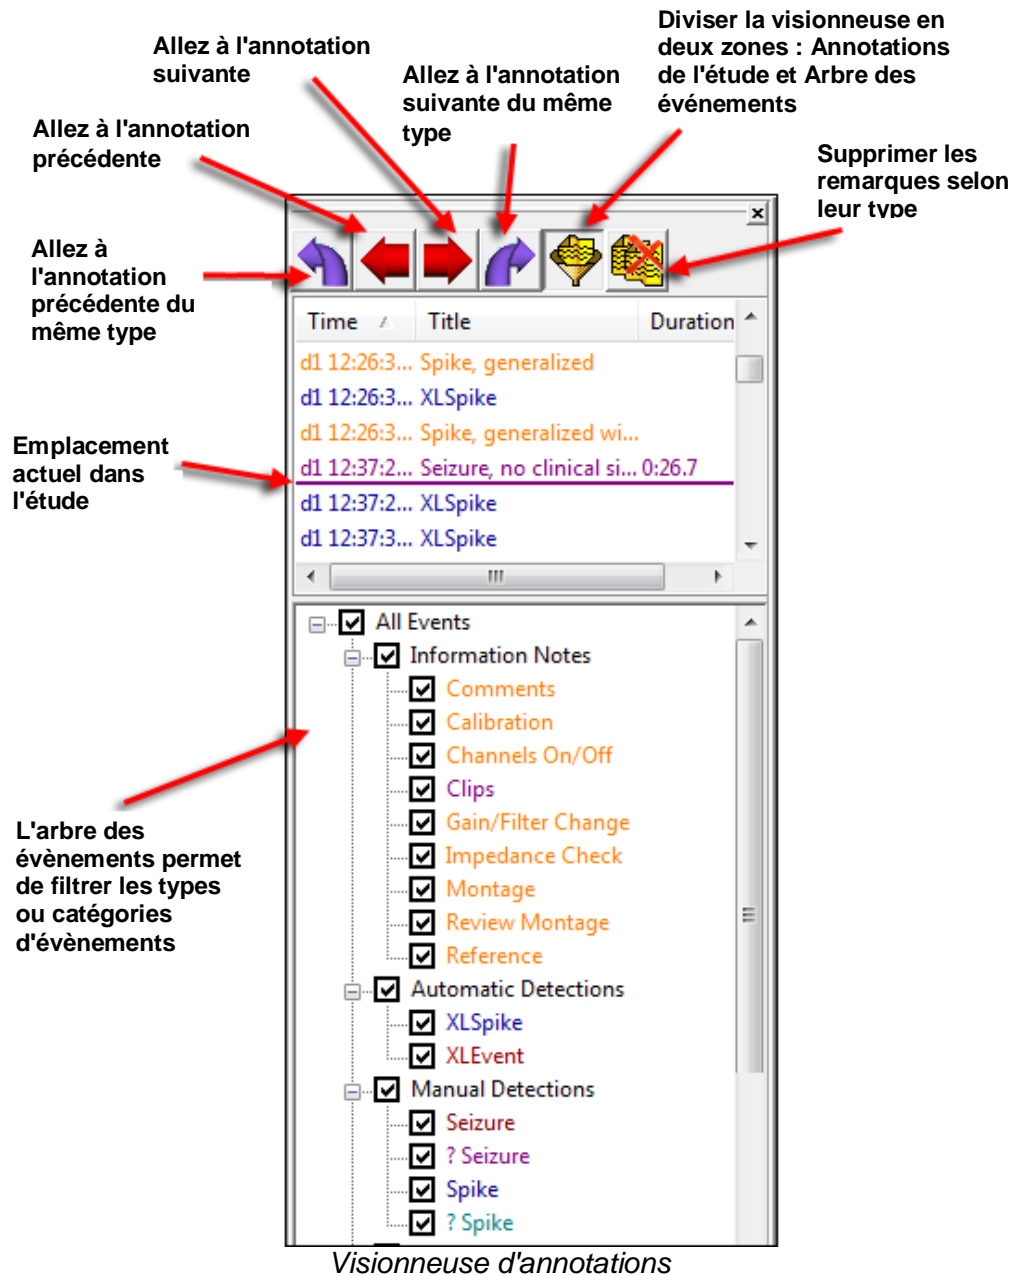 Diviser la visionneuse en
deux zones : Annotations
de l'étude et Arbre des
événements
Allez à l'annotation
suivante
Allez à l'annotation
suivante du même
type
Allez à l'annotation
précédente
Supprimer les
remarques selon
leur type
Allez à
l'annotation
précédente du
même type
Time Title Duration
d1 12:26:3... Spike, generalized
d1 12:26:3... XLSpike
d1 12:26:3... Spike, generalized wi...
d1 12:37:2... Seizure, no clinical si... 0:26.7
d1 12:37:2... XLSpike
d1 12:37:3... XLSpike
Emplacement
actuel dans
l'étude
All Events
Information Notes
Comments
Calibration
Channels On/Off
Clips
Gain/Filter Change
Impedance Check
Montage
Review Montage
Reference
Automatic Detections
XLSpike
XLEvent
Manual Detections
Seizure
? Seizure
Spike
? Spike
L'arbre des
évènements permet
de filtrer les types
ou catégories
d'évènements
Visionneuse d'annotations